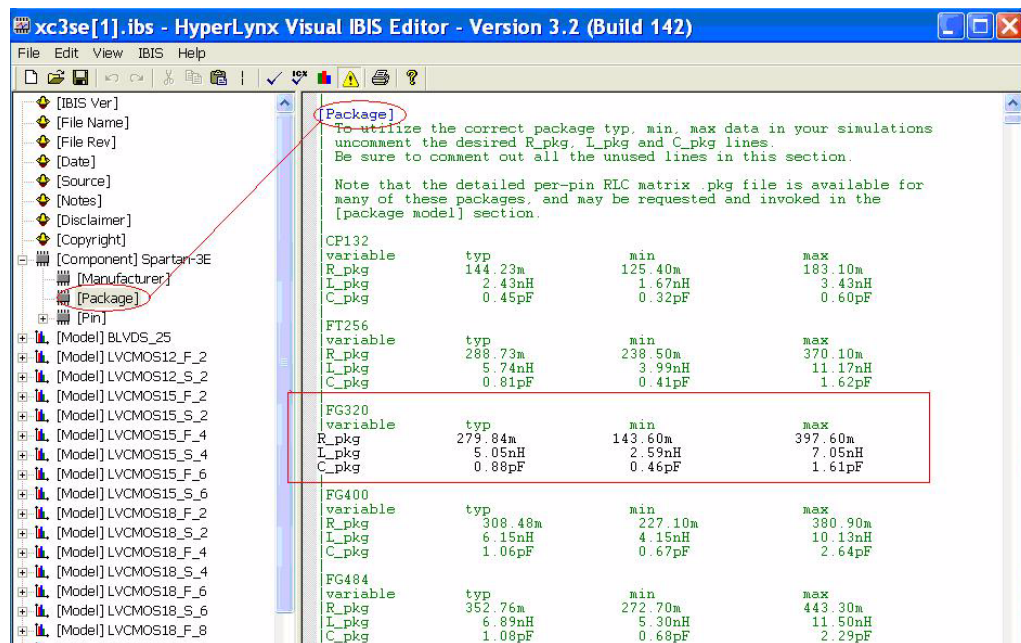 xc3se[1].ibs - HyperLynx Visual IBIS Editor - Version 3.2 (Build 142)
File Edit View IBIS Help
[IBIS Ver]
[File Name]
[File Rev]
[Date]
[Source]
[Notes]
[Disclaimer]
[Copyright]
[Component] Spartan-3E
[Manufacturer]
[Package]
[Pin]
[Model] BLVDS_25
[Model] LVCMOS12_F_2
[Model] LVCMOS12_S_2
[Model] LVCMOS15_F_2
[Model] LVCMOS15_S_2
[Model] LVCMOS15_F_4
[Model] LVCMOS15_S_4
[Model] LVCMOS15_F_6
[Model] LVCMOS15_S_6
[Model] LVCMOS18_F_2
[Model] LVCMOS18_S_2
[Model] LVCMOS18_F_4
[Model] LVCMOS18_S_4
[Model] LVCMOS18_F_6
[Model] LVCMOS18_S_6
[Model] LVCMOS18_F_8
|
[Package]
| To utilize the correct package typ, min, max data in your simulations
| uncomment the desired R_pkg, L_pkg and C_pkg lines.
| Be sure to comment out all the unused lines in this section.
|
| Note that the detailed per-pin RLC matrix .pkg file is available for
| many of these packages, and may be requested and invoked in the
| [package model] section.
|
|CP132
|variable typ min max
|R_pkg 144.23m 125.40m 183.10m
|L_pkg 2.43nH 1.67nH 3.43nH
|C_pkg 0.45pF 0.32pF 0.60pF
|
|FT256
|variable typ min max
|R_pkg 288.73m 238.50m 370.10m
|L_pkg 5.74nH 3.99nH 11.17nH
|C_pkg 0.81pF 0.41pF 1.62pF
|
|FG320
|variable typ min max
R_pkg 279.84m 143.60m 397.60m
L_pkg 5.05nH 2.59nH 7.05nH
C_pkg 0.88pF 0.46pF 1.61pF
|
|FG400
|variable typ min max
|R_pkg 308.48m 227.10m 380.90m
|L_pkg 6.15nH 4.15nH 10.13nH
|C_pkg 1.06pF 0.67pF 2.64pF
|
|FG484
|variable typ min max
|R_pkg 352.76m 272.70m 443.30m
|L_pkg 6.89nH 5.30nH 11.50nH
|C_pkg 1.08pF 0.68pF 2.29pF